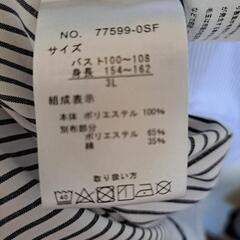 NO. 77599-0SF
サイズ
バスト100～108
身長 154～162
3L
組成表示
本体 ポリエステル 100%
別布部分
ポリエステル 65%
綿 35%
取り扱い
40